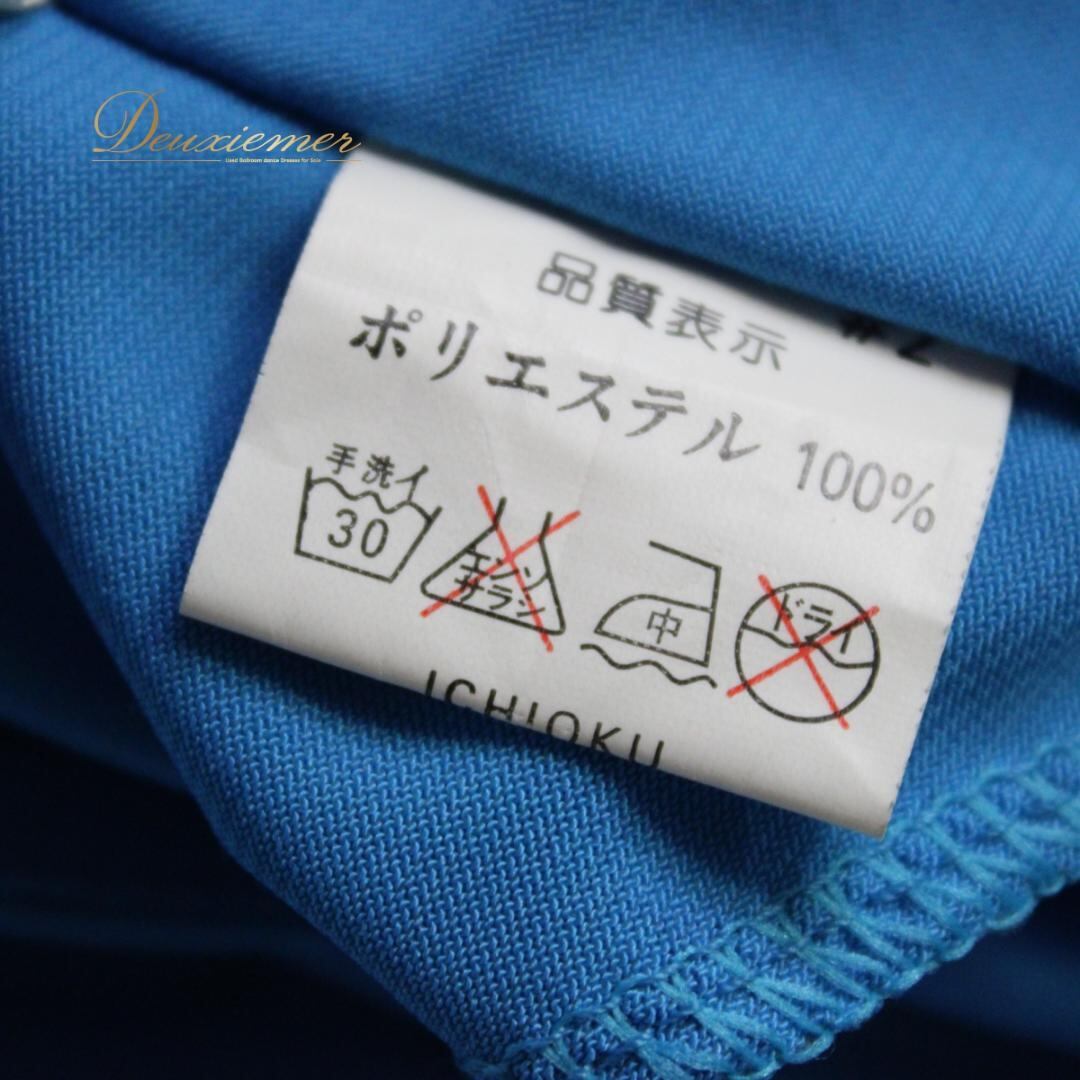 Deuxiemer
Used Ballroom dance Dresses for Sale
品質表示
ポリエステル 100%
手洗イ
30
エンソ
サラシ
中
ドライ
ICHIOKU